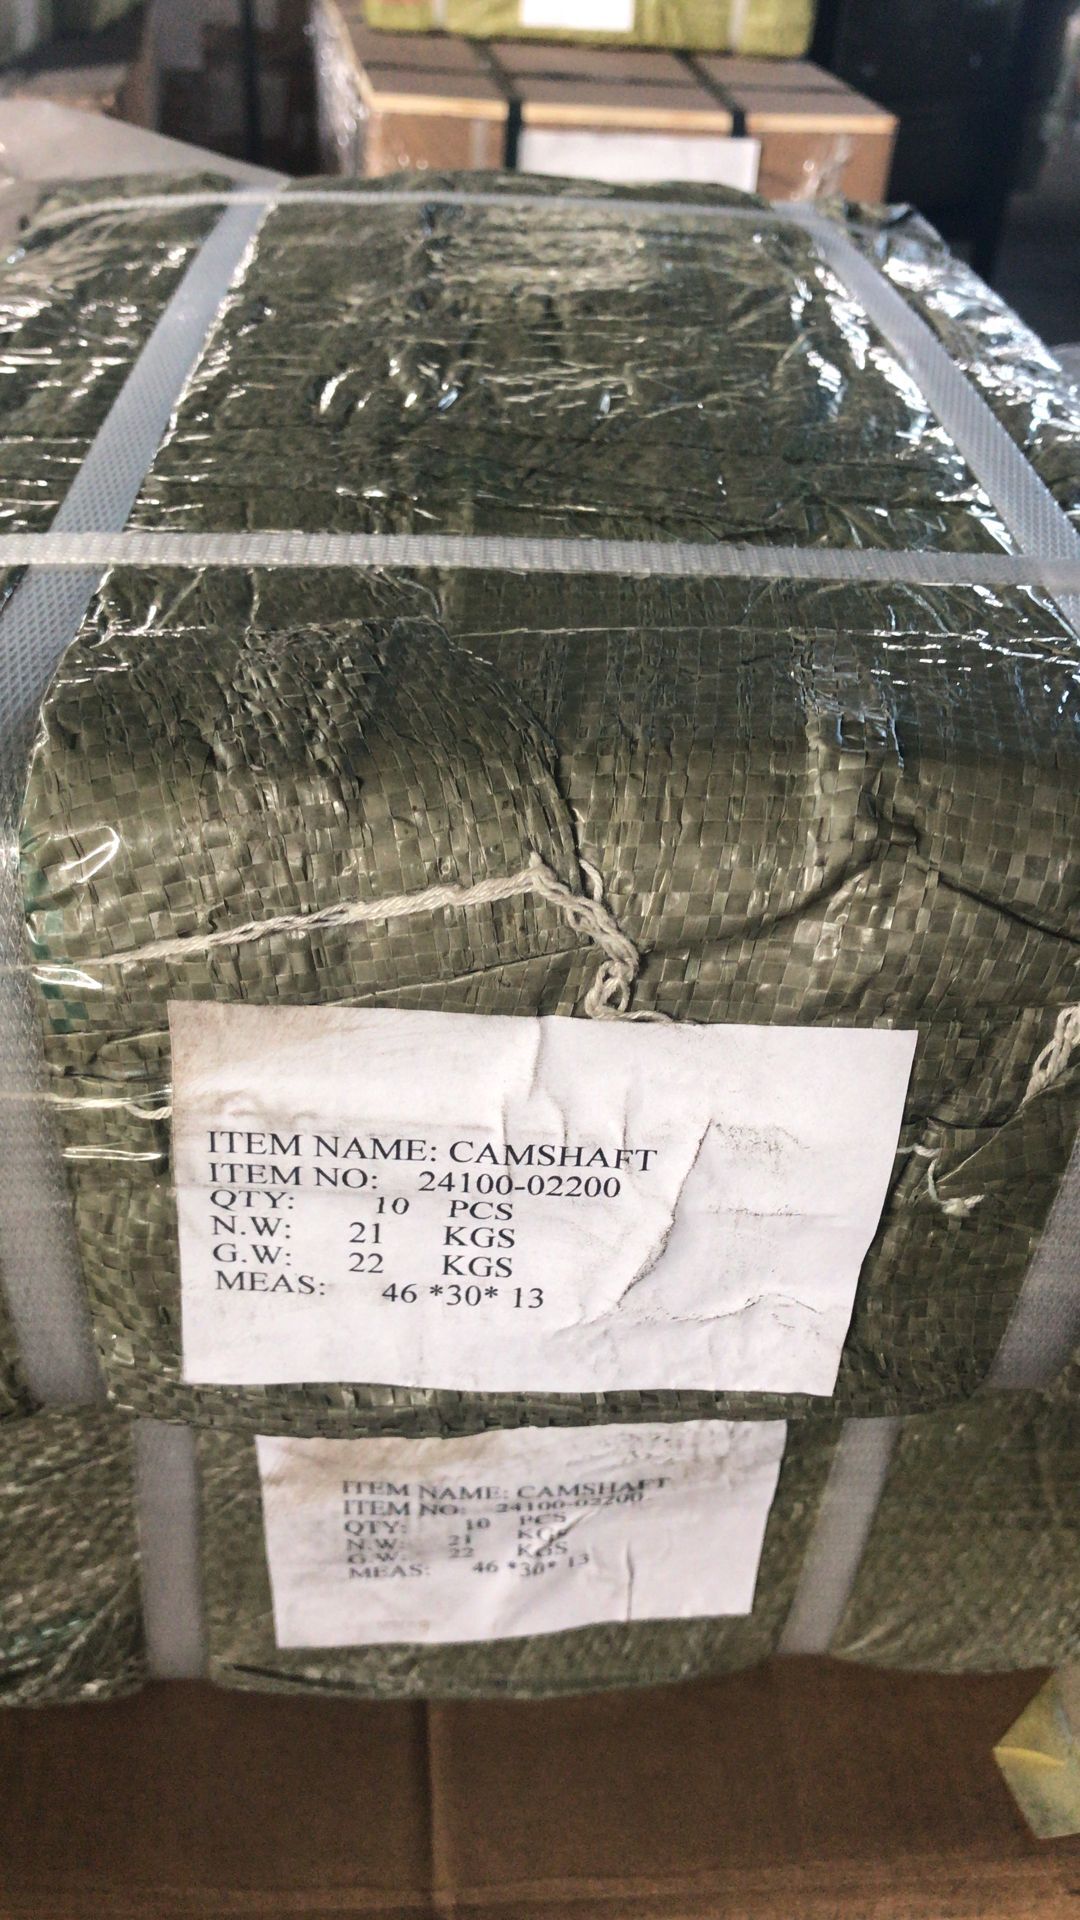 ITEM NAME: CAMSHAFT
ITEM NO: 24100-02200
QTY: 10 PCS
N.W: 21 KGS
G.W: 22 KGS
MEAS: 46 *30* 13
ITEM NAME: CAMSHAFT
ITEM NO: 24100-02200
QTY: 10 PCS
N.W: 21 KGS
G.W: 22 KGS
MEAS: 46 *30* 13